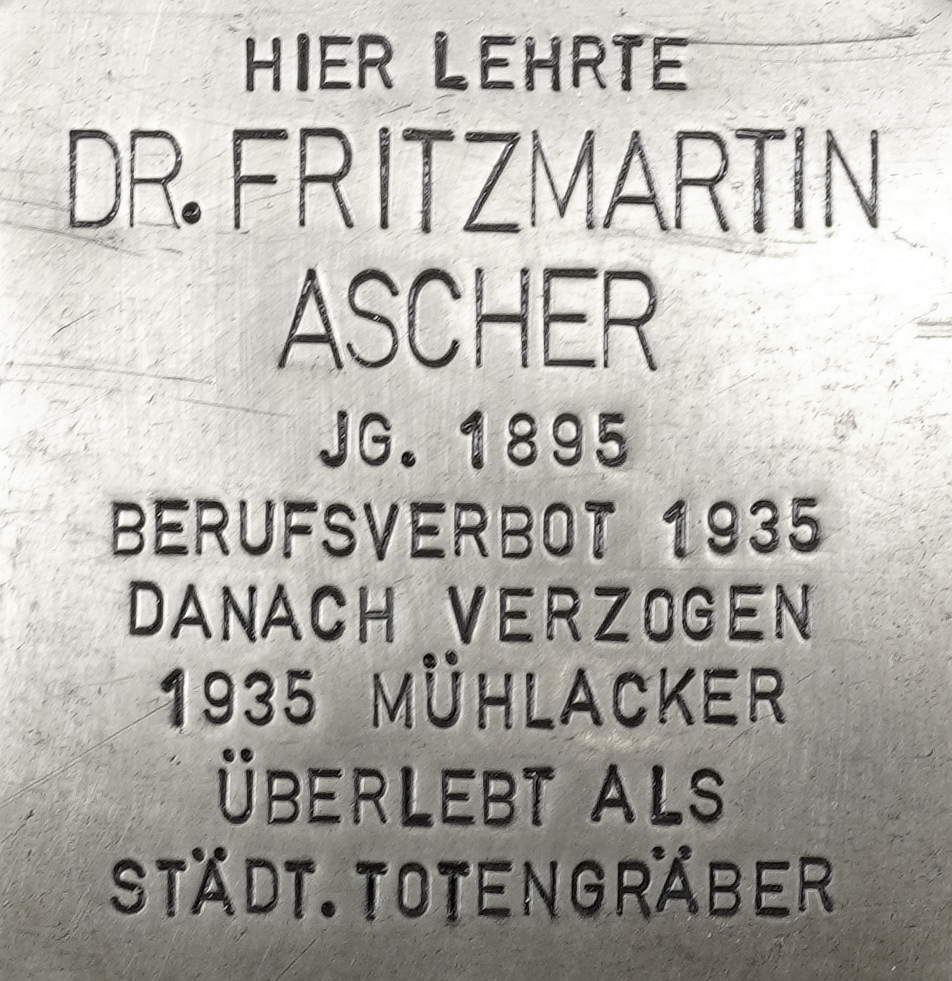 HIER LEHRTE
DR. FRITZMARTIN
ASCHER
JG. 1895
BERUFSVERBOT 1935
DANACH VERZOGEN
1935 MÜHLACKER
ÜBERLEBT ALS
STÄDT. TOTENGRÄBER